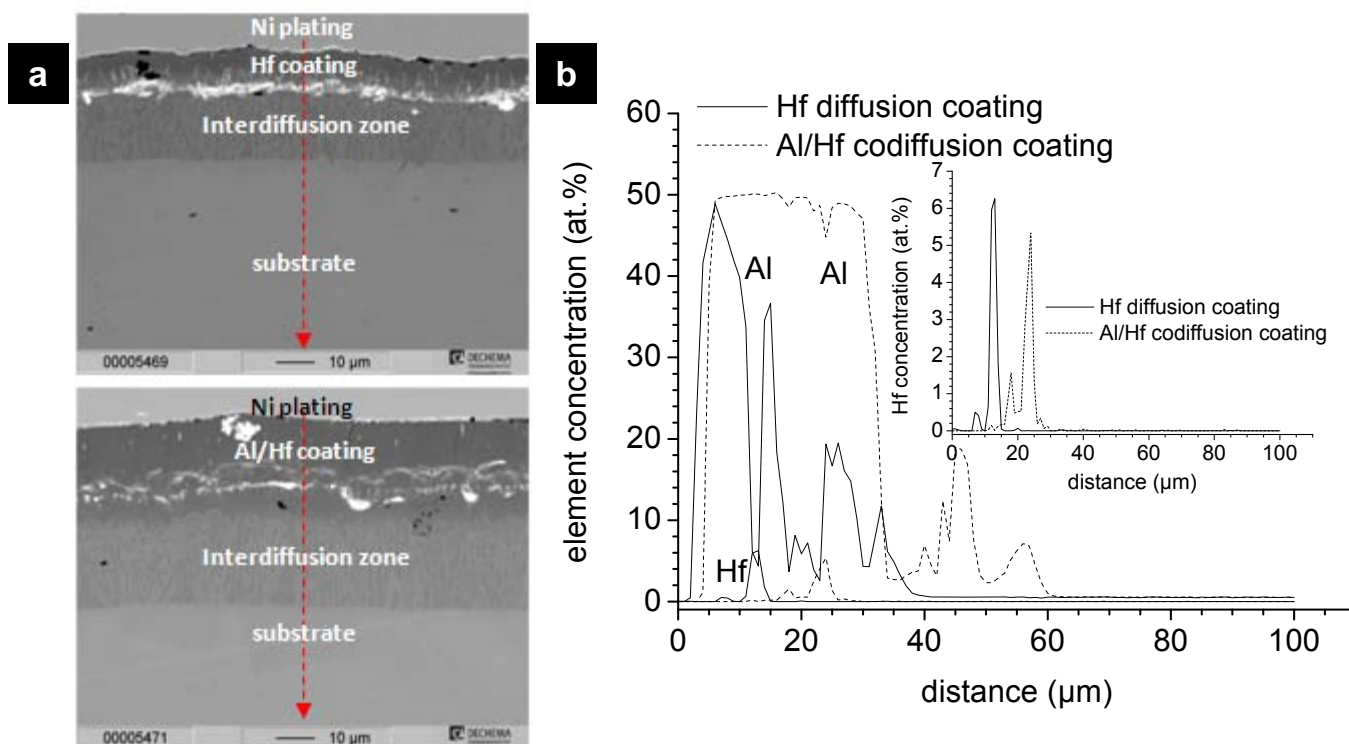 a
Ni plating
Hf coating
Interdiffusion zone
substrate
00005469
10 µm
DECHEMA
Ni plating
Al/Hf coating
Interdiffusion zone
substrate
00005471
10 µm
DECHEMA
b
Hf diffusion coating
Al/Hf codiffusion coating
element concentration (at.%)
60
50
40
30
20
10
0
Al
Al
Hf
0
20
40
60
80
100
distance (µm)
Hf concentration (at.%)
7
6
5
4
3
2
1
0
Hf diffusion coating
Al/Hf codiffusion coating
0
20
40
60
80
100
distance (µm)